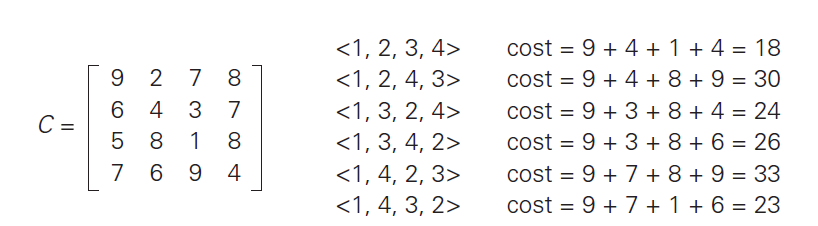 <1, 2, 3, 4> cost = 9 + 4 + 1 + 4 = 18
9 2 7 8 <1, 2, 4, 3> cost = 9 + 4 + 8 + 9 = 30
6 4 3 7 <1, 3, 2, 4> cost = 9 + 3 + 8 + 4 = 24
C =
5 8 1 8 <1, 3, 4, 2> cost = 9 + 3 + 8 + 6 = 26
7 6 9 4 <1, 4, 2, 3> cost = 9 + 7 + 8 + 9 = 33
<1, 4, 3, 2> cost = 9 + 7 + 1 + 6 = 23